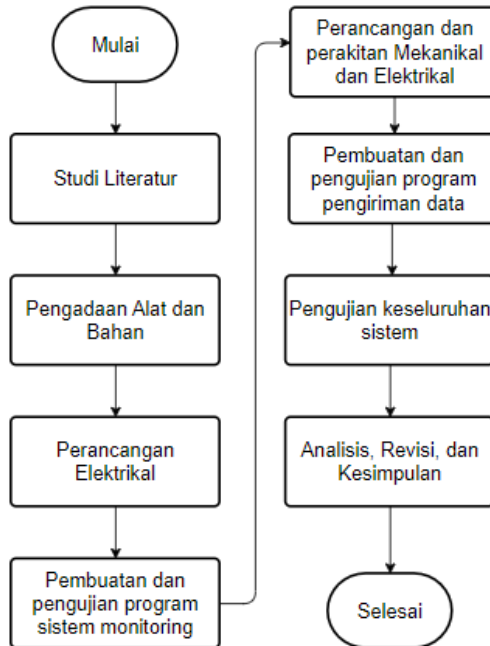 Mulai
Studi Literatur
Pengadaan Alat dan
Bahan
Perancangan
Elektrikal
Pembuatan dan
pengujian program
sistem monitoring
Perancangan dan
perakitan Mekanikal
dan Elektrikal
Pembuatan dan
pengujian program
pengiriman data
Pengujian keseluruhan
sistem
Analisis, Revisi, dan
Kesimpulan
Selesai